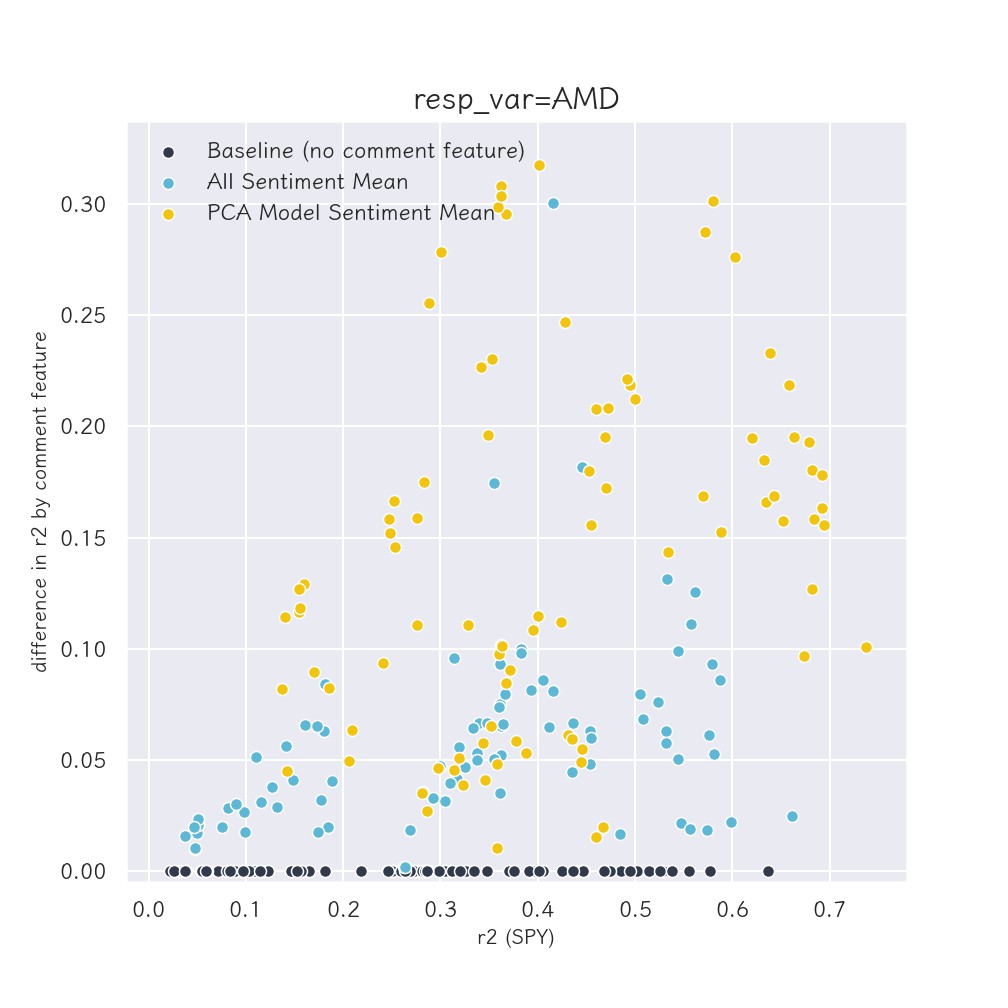 resp_var=AMD
Baseline (no comment feature)
All Sentiment Mean
PCA Model Sentiment Mean
difference in r2 by comment feature
0.30
0.25
0.20
0.15
0.10
0.05
0.00
0.0 0.1 0.2 0.3 0.4 0.5 0.6 0.7
r2 (SPY)